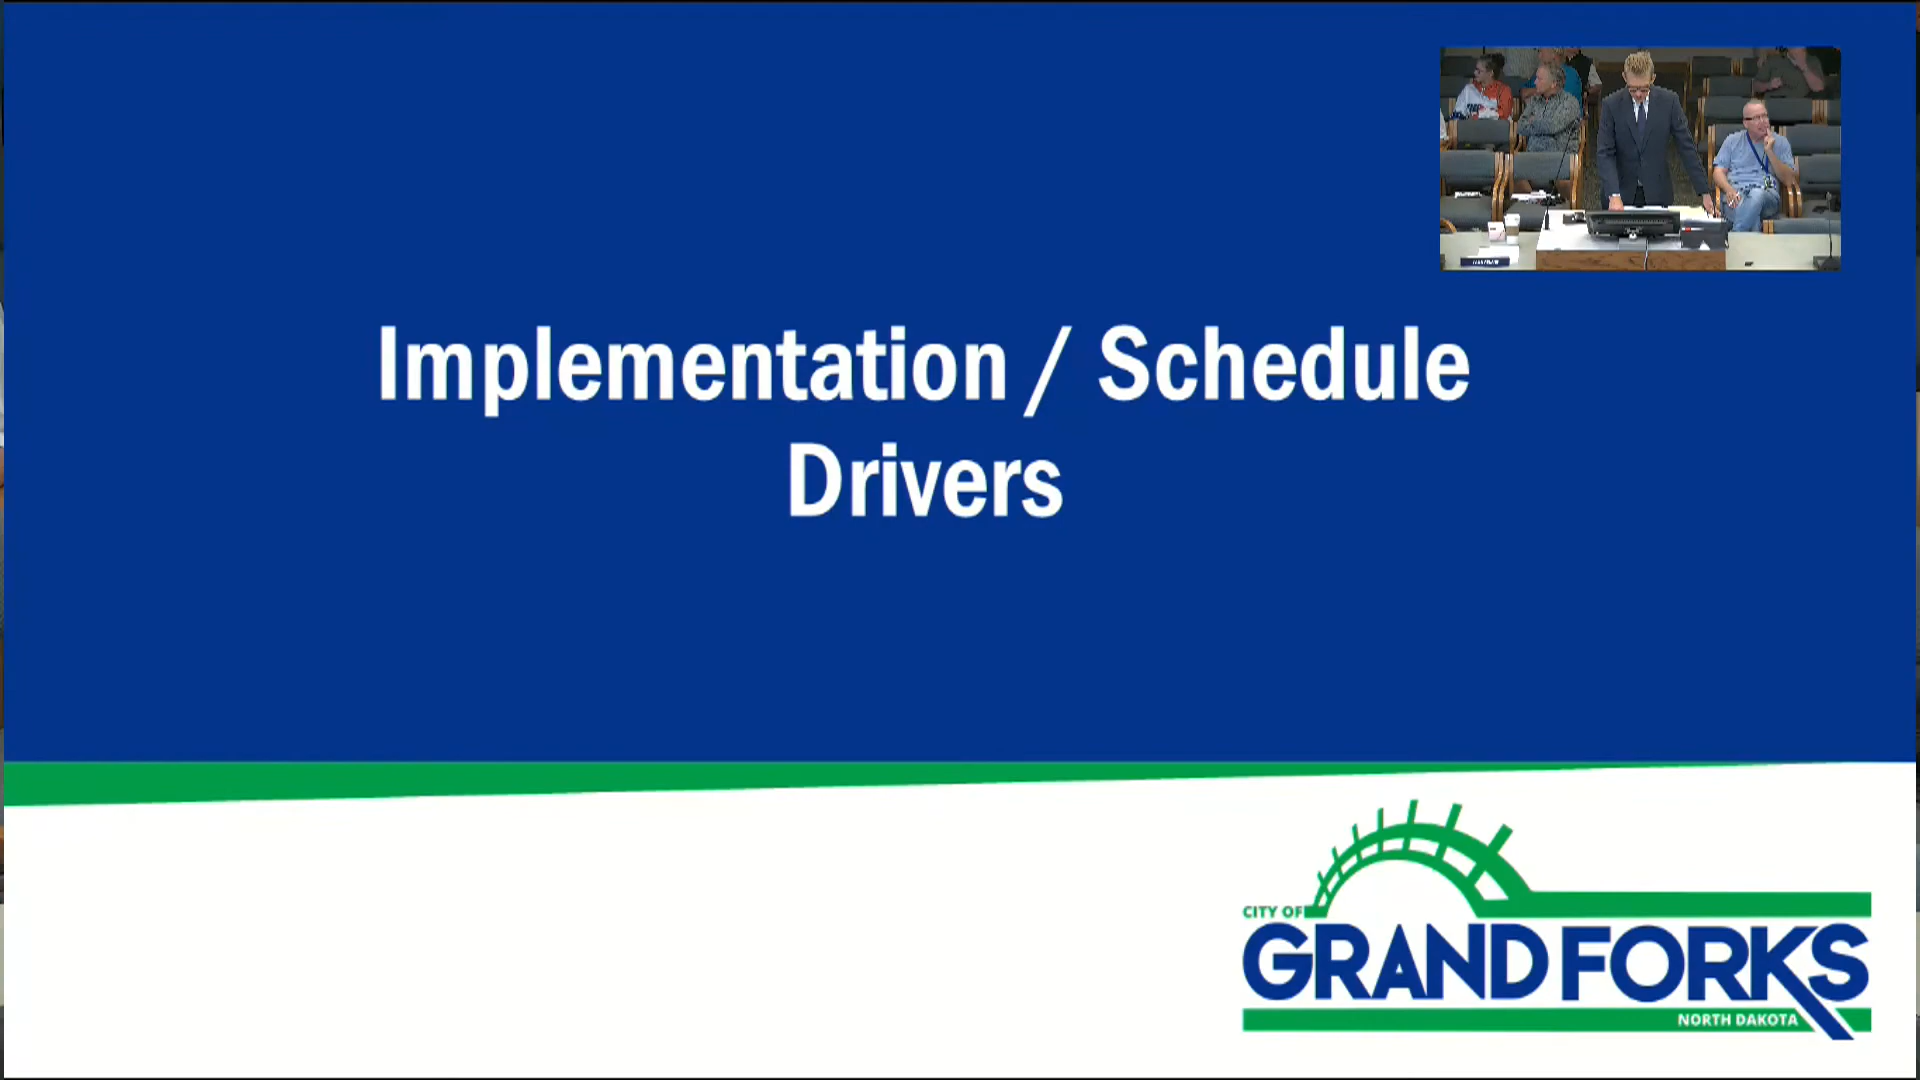 Implementation / Schedule
Drivers
CITY OF
GRAND FORKS
NORTH DAKOTA